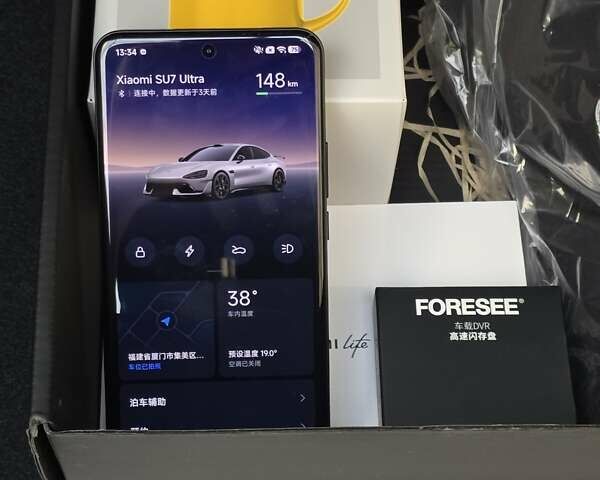 13:34
75
Xiaomi SU7 Ultra
148 km
连接中，数据更新于3天前
38°
车内温度
预设温度 19.0°
空调已关闭
福建省厦门市集美区...
车位已拍照
泊车辅助
life
FORESEE®
车载DVR
高速闪存盘